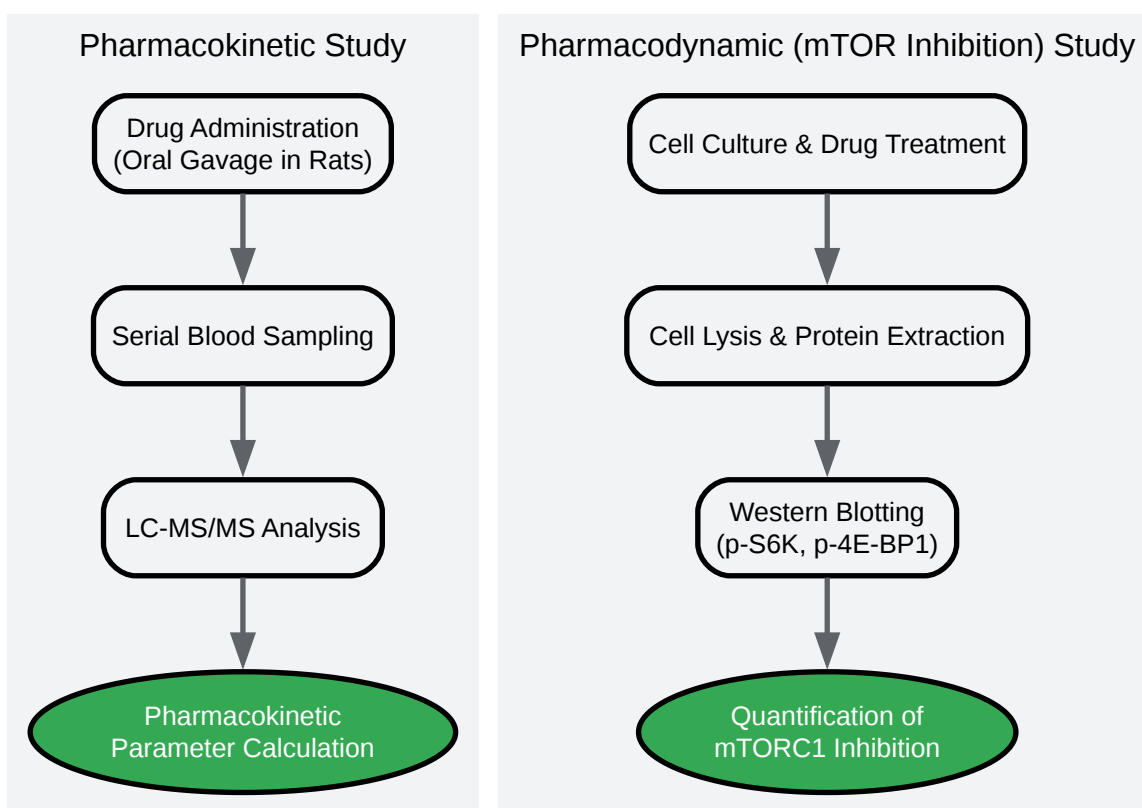 Pharmacokinetic Study
Drug Administration
(Oral Gavage in Rats)
Serial Blood Sampling
LC-MS/MS Analysis
Pharmacokinetic
Parameter Calculation
Pharmacodynamic (mTOR Inhibition) Study
Cell Culture & Drug Treatment
Cell Lysis & Protein Extraction
Western Blotting
(p-S6K, p-4E-BP1)
Quantification of
mTORC1 Inhibition